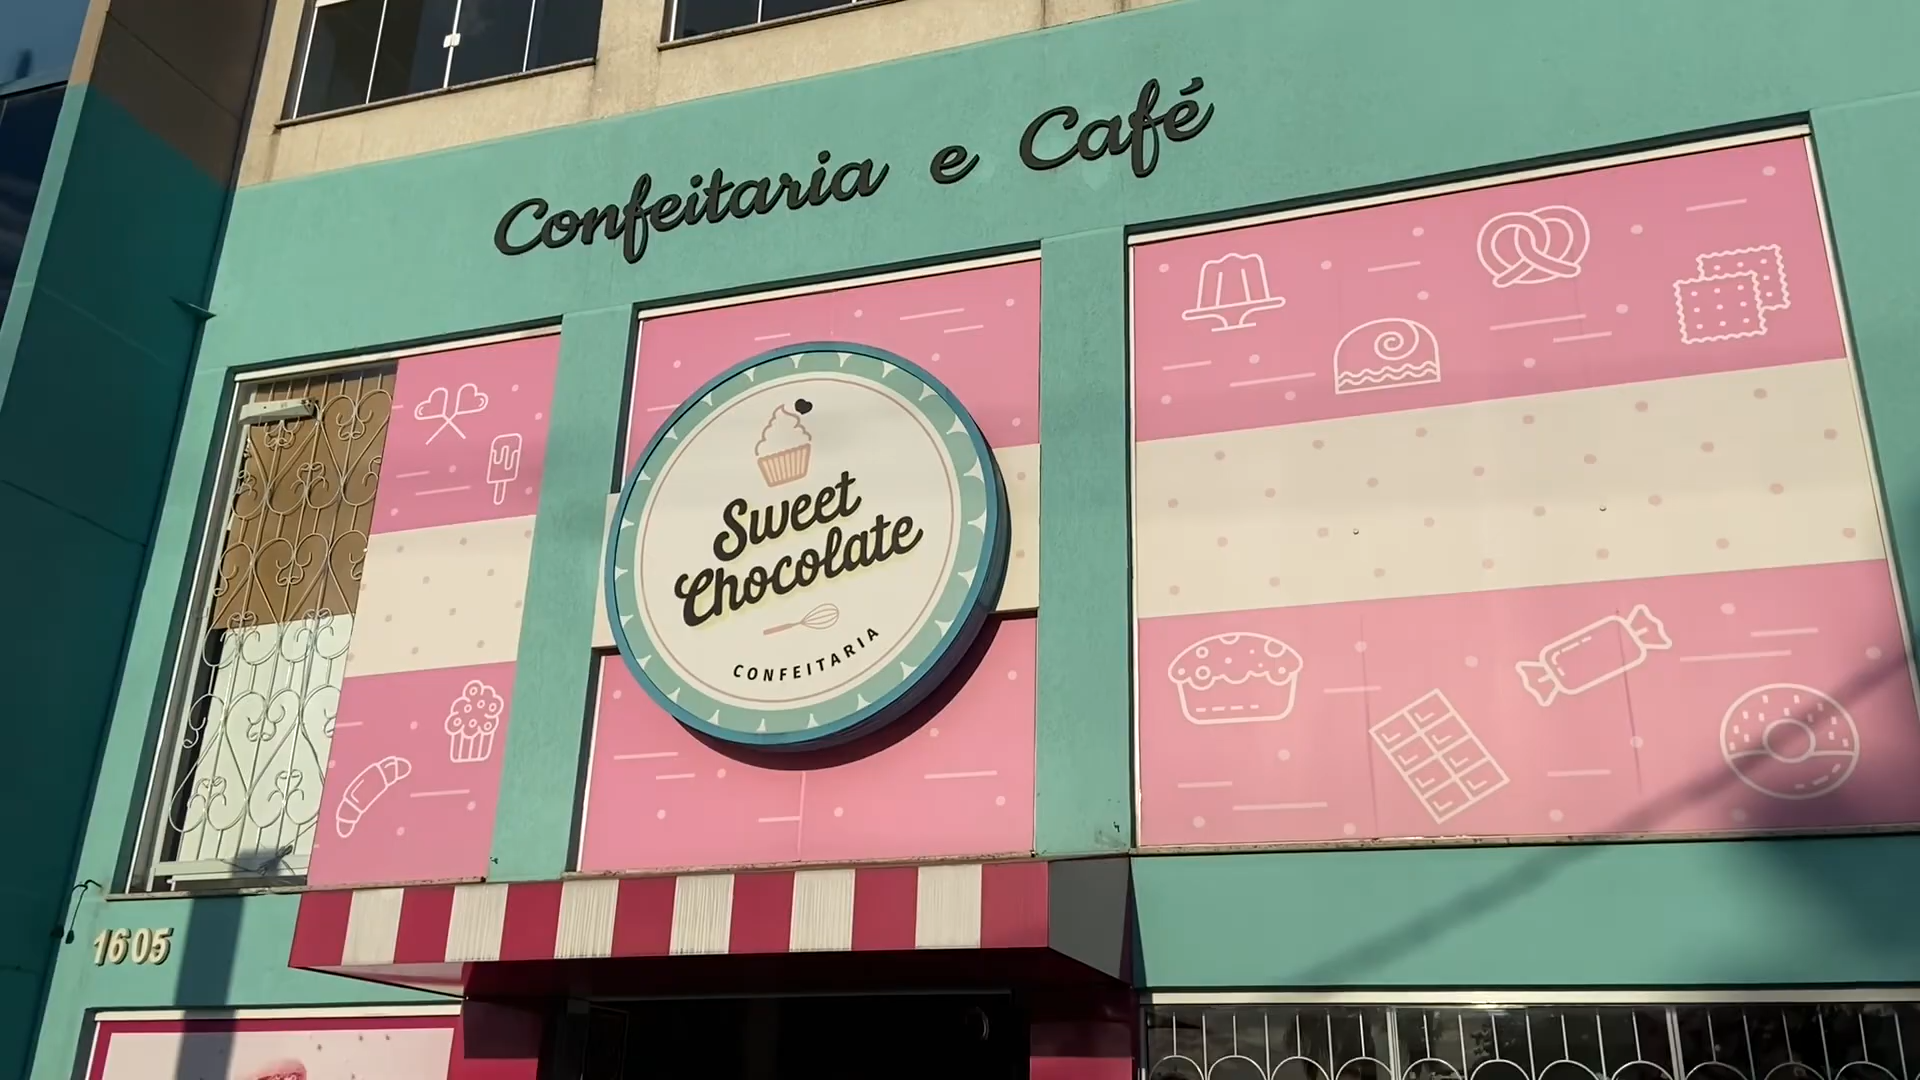 Confeitaria e Café
Sweet
Chocolate
CONFEITARIA
1605